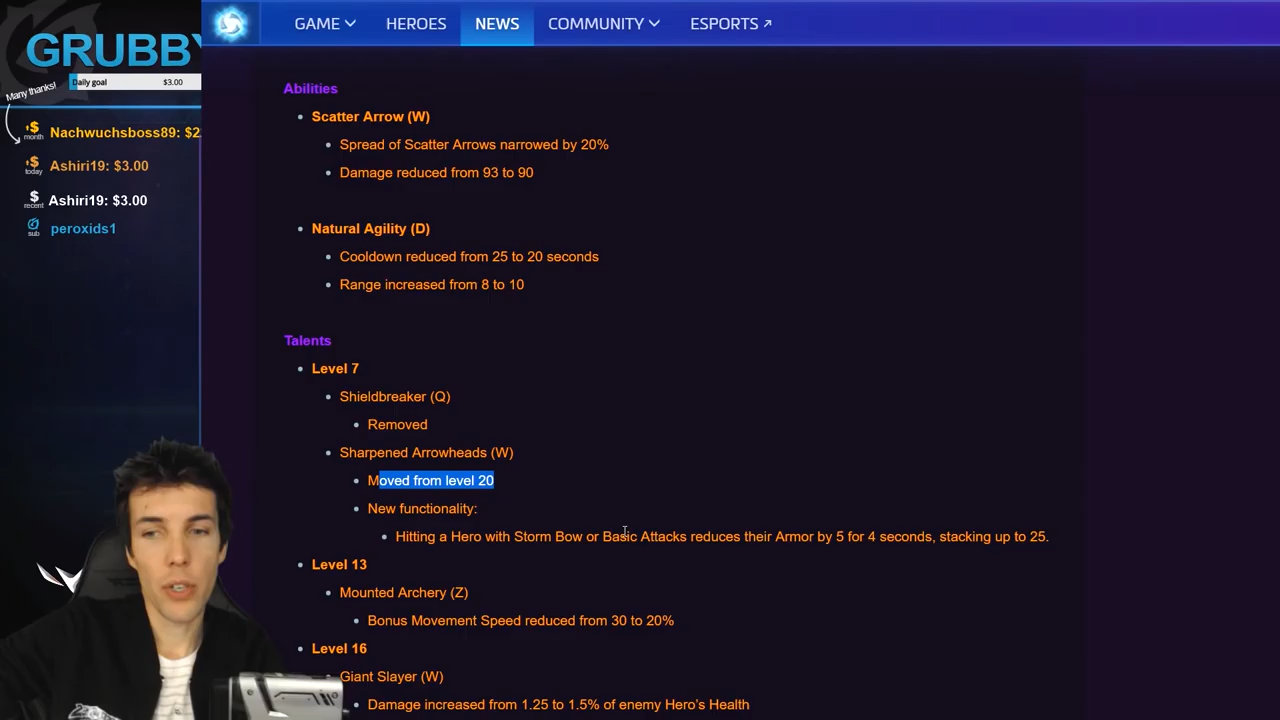 GAME HEROES NEWS COMMUNITY ESPORTS
GRUBBY
Daily goal $3.00
Many thanks!
$ month Nachwuchsboss89: $2
$ today Ashiri19: $3.00
$ recent Ashiri19: $3.00
sub peroxids1
Abilities
Scatter Arrow (W)
Spread of Scatter Arrows narrowed by 20%
Damage reduced from 93 to 90
Natural Agility (D)
Cooldown reduced from 25 to 20 seconds
Range increased from 8 to 10
Talents
Level 7
Shieldbreaker (Q)
Removed
Sharpened Arrowheads (W)
Moved from level 20
New functionality:
Hitting a Hero with Storm Bow or Basic Attacks reduces their Armor by 5 for 4 seconds, stacking up to 25.
Level 13
Mounted Archery (Z)
Bonus Movement Speed reduced from 30 to 20%
Level 16
Giant Slayer (W)
Damage increased from 1.25 to 1.5% of enemy Hero's Health